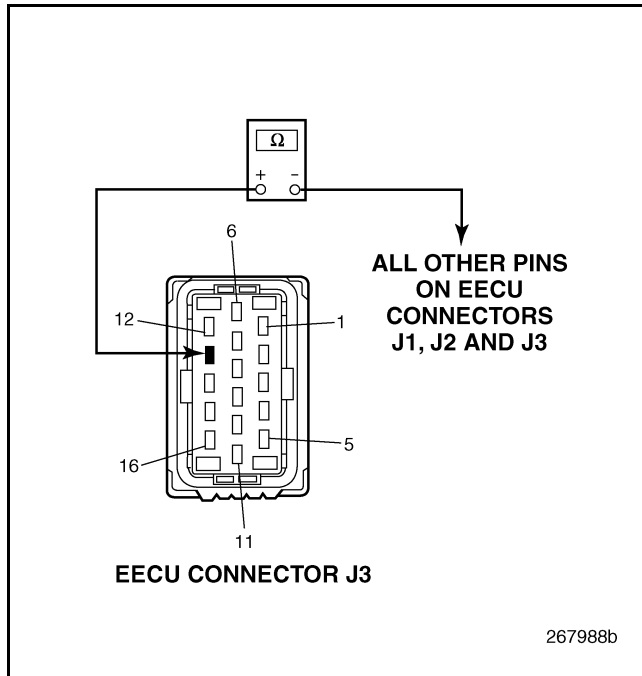 Ω
+ −
6
ALL OTHER PINS
ON EECU
CONNECTORS
J1, J2 AND J3
12
1
16
5
11
EECU CONNECTOR J3
267988b